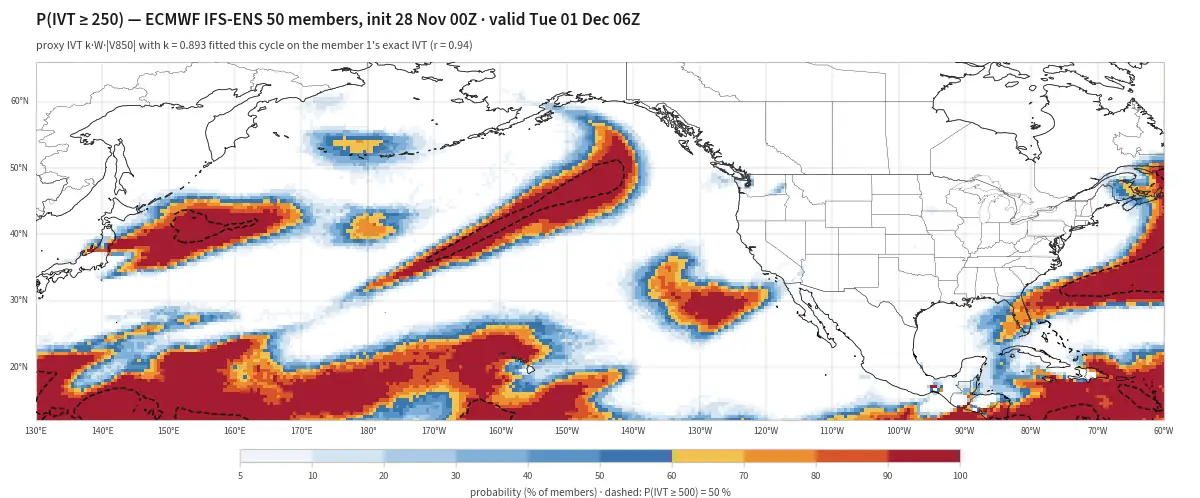 P(IVT ≥ 250) — ECMWF IFS-ENS 50 members, init 28 Nov 00Z · valid Tue 01 Dec 06Z
proxy IVT k·W·|V850| with k = 0.893 fitted this cycle on the member 1's exact IVT (r = 0.94)
60°N
50°N
40°N
30°N
20°N
130°E 140°E 150°E 160°E 170°E 180° 170°W 160°W 150°W 140°W 130°W 120°W 110°W 100°W 90°W 80°W 70°W 60°W
5 10 20 30 40 50 60 70 80 90 100
probability (% of members) · dashed: P(IVT ≥ 500) = 50 %